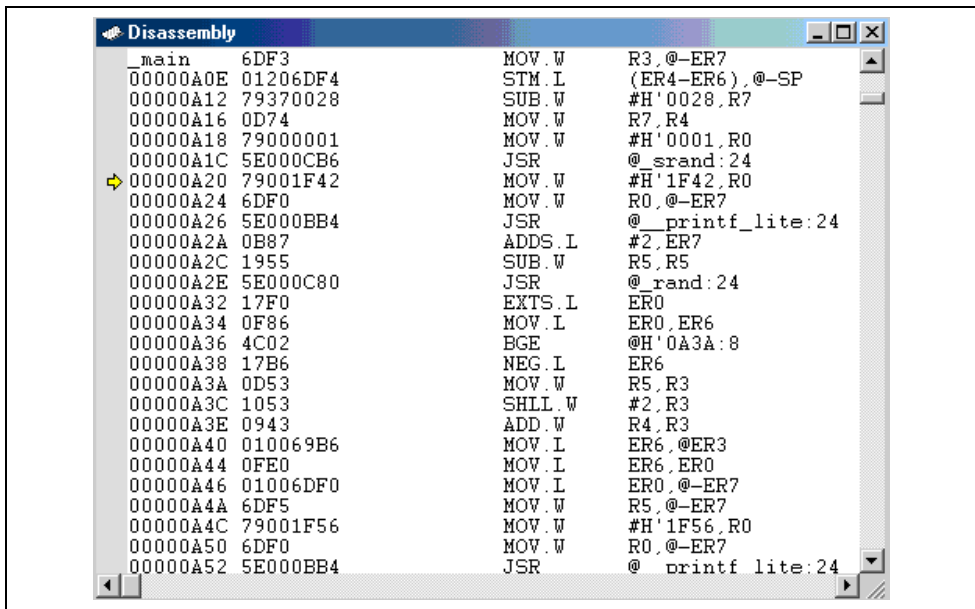 Disassembly
_main 6DF3 MOV.W R3,@-ER7
00000A0E 01206DF4 STM.L (ER4-ER6),@-SP
00000A12 79370028 SUB.W #H'0028,R7
00000A16 0D74 MOV.W R7,R4
00000A18 79000001 MOV.W #H'0001,R0
00000A1C 5E000CB6 JSR @_srand:24
00000A20 79001F42 MOV.W #H'1F42,R0
00000A24 6DF0 MOV.W R0,@-ER7
00000A26 5E000BB4 JSR @__printf_lite:24
00000A2A 0B87 ADDS.L #2,ER7
00000A2C 1955 SUB.W R5,R5
00000A2E 5E000C80 JSR @_rand:24
00000A32 17F0 EXTS.L ER0
00000A34 0F86 MOV.L ER0,ER6
00000A36 4C02 BGE @H'0A3A:8
00000A38 17B6 NEG.L ER6
00000A3A 0D53 MOV.W R5,R3
00000A3C 1053 SHLL.W #2,R3
00000A3E 0943 ADD.W R4,R3
00000A40 010069B6 MOV.L ER6,@ER3
00000A44 0FE0 MOV.L ER6,ER0
00000A46 01006DF0 MOV.L ER0,@-ER7
00000A4A 6DF5 MOV.W R5,@-ER7
00000A4C 79001F56 MOV.W #H'1F56,R0
00000A50 6DF0 MOV.W R0,@-ER7
00000A52 5E000BB4 JSR @__printf_lite:24